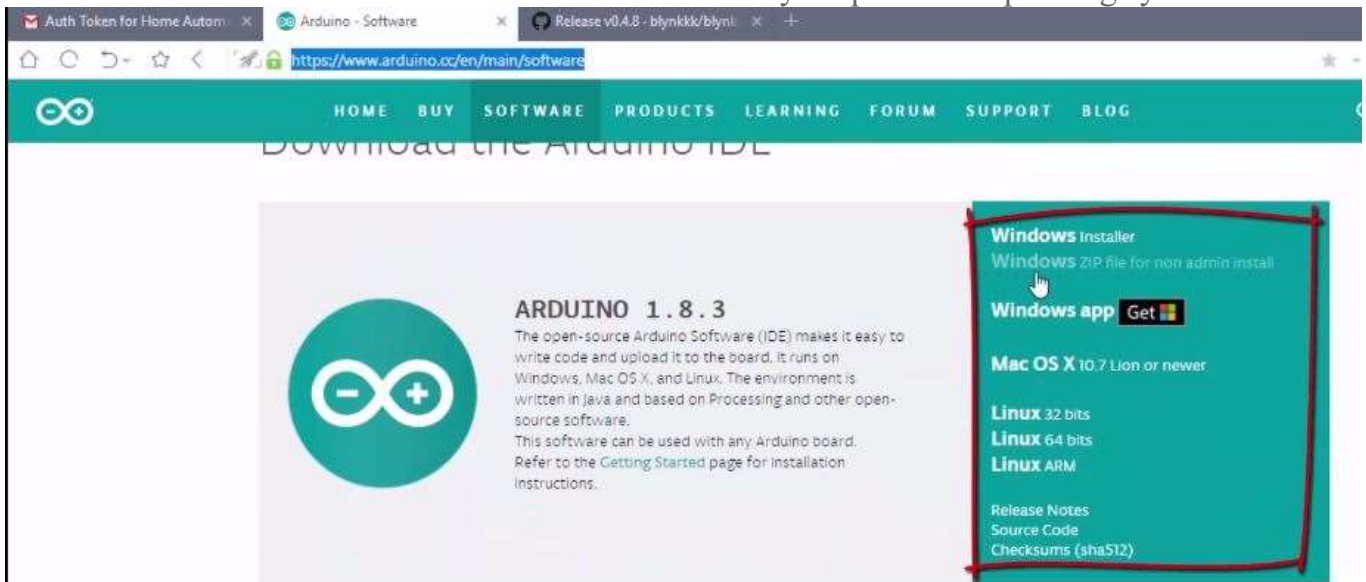 Auth Token for Home Autom
Arduino - Software
Release v0.4.8 - blynkkk/blynk
https://www.arduino.cc/en/main/software
HOME BUY SOFTWARE PRODUCTS LEARNING FORUM SUPPORT BLOG
Download the Arduino IDE
ARDUINO 1.8.3
The open-source Arduino Software (IDE) makes it easy to
write code and upload it to the board. It runs on
Windows, Mac OS X, and Linux. The environment is
written in Java and based on Processing and other open-
source software.
This software can be used with any Arduino board.
Refer to the Getting Started page for Installation
Instructions.
Windows Installer
Windows ZIP file for non admin install
Windows app Get
Mac OS X 10.7 Lion or newer
Linux 32 bits
Linux 64 bits
Linux ARM
Release Notes
Source Code
Checksums (sha512)